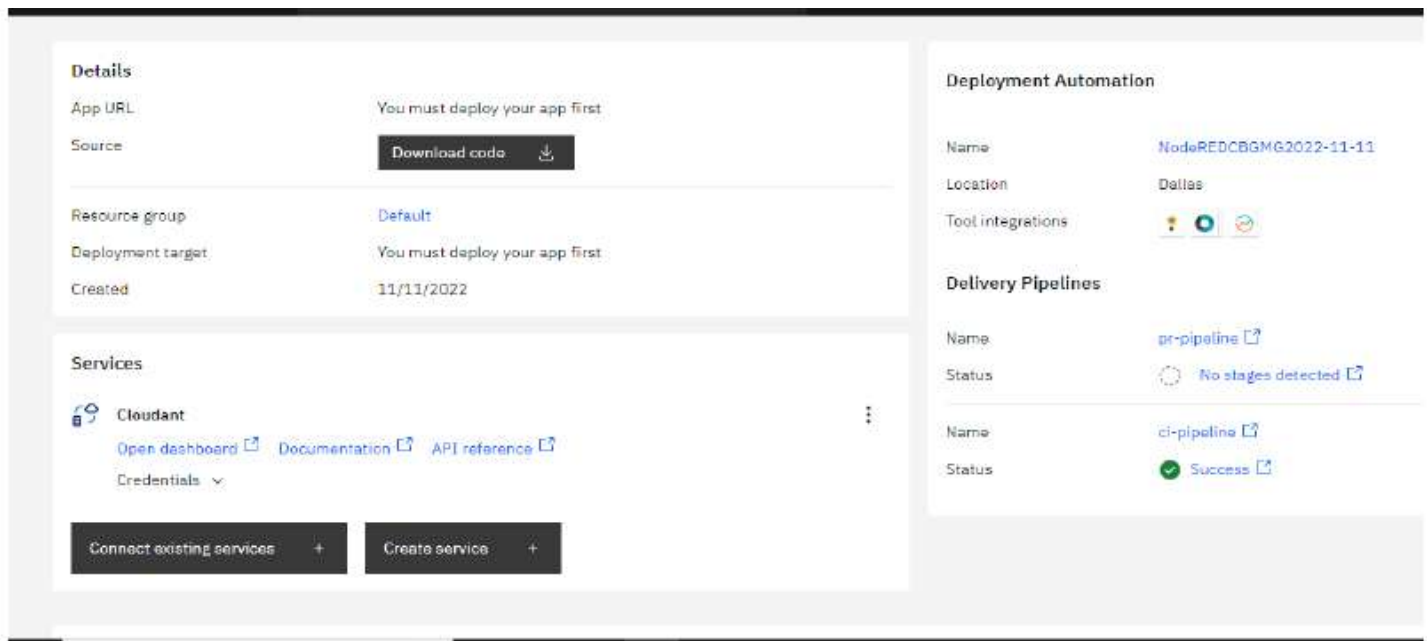 Details
App URL You must deploy your app first
Source Download code
Resource group Default
Deployment target You must deploy your app first
Created 11/11/2022
Services
Cloudant
Open dashboard Documentation API reference
Credentials
Connect existing services +
Create service +
Deployment Automation
Name NodeREDCBGMG2022-11-11
Location Dallas
Tool integrations
Delivery Pipelines
Name pr-pipeline
Status No stages detected
Name ci-pipeline
Status Success